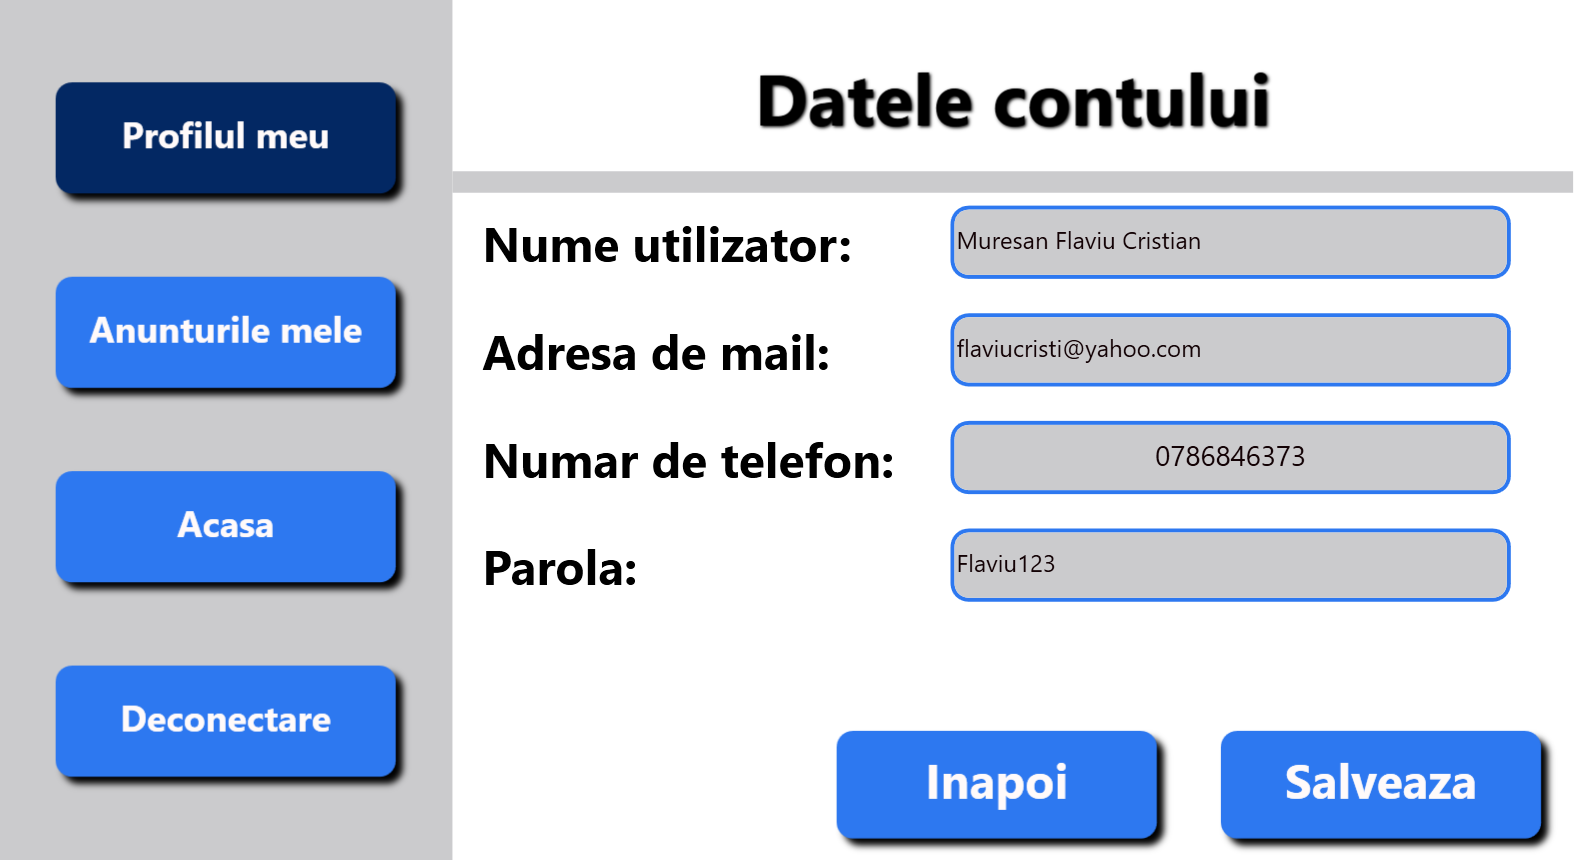 Profilul meu
Anunturile mele
Acasa
Deconectare
Datele contului
Nume utilizator: Muresan Flaviu Cristian
Adresa de mail: flaviucristi@yahoo.com
Numar de telefon: 0786846373
Parola: Flaviu123
Inapoi Salveaza